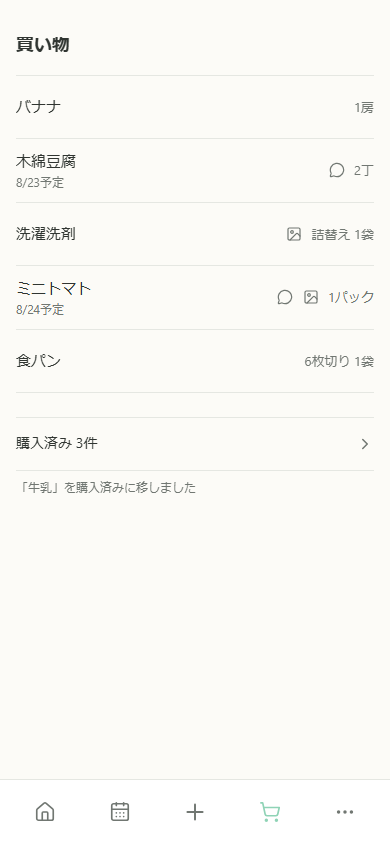 買い物
バナナ
1房
木綿豆腐
2丁
8/23予定
洗濯洗剤
詰替え 1袋
ミニトマト
1パック
8/24予定
食パン
6枚切り 1袋
購入済み 3件
「牛乳」を購入済みに移しました